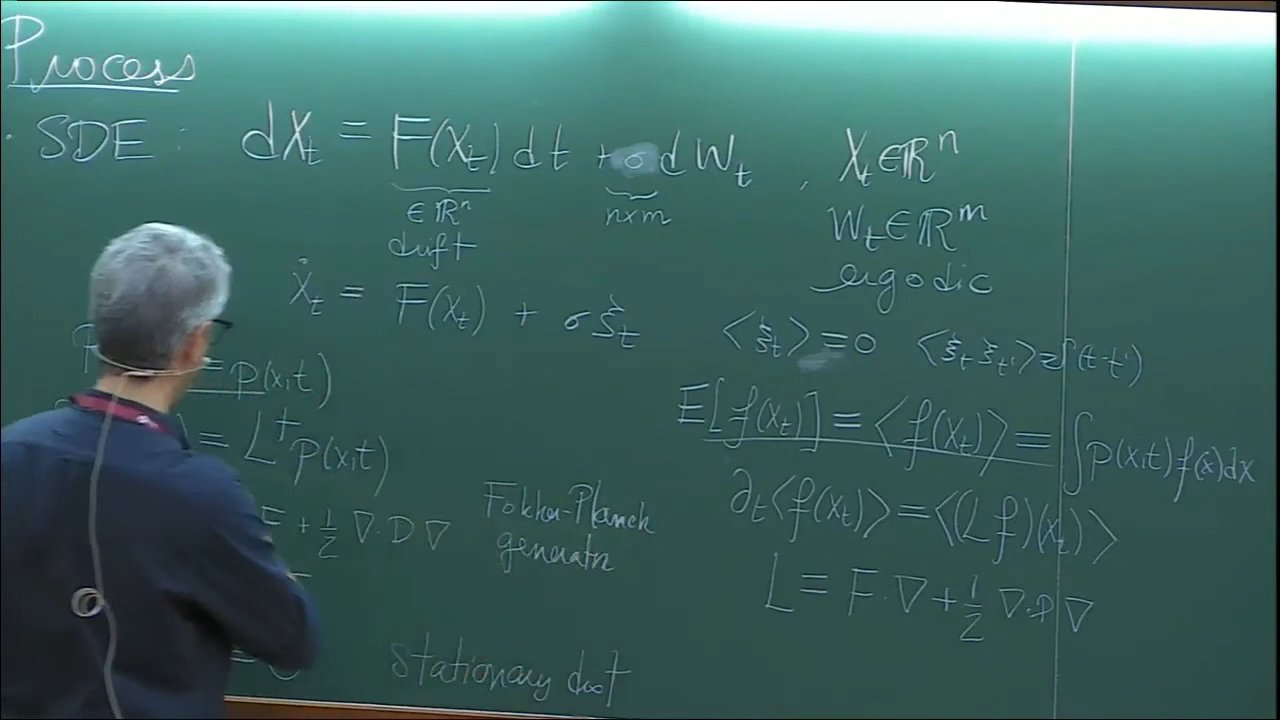 Process
· SDE : dX_t = F(X_t) dt + σ dW_t , X_t ∈ ℝ^n
∈ ℝ^n n×m W_t ∈ ℝ^m
drift ergodic
Ẋ_t = F(X_t) + σ ξ_t ⟨ξ_t⟩ = 0 ⟨ξ_t ξ_t'⟩ = δ(t-t')
= p(x,t)
E[f(X_t)] = ⟨f(X_t)⟩ = ∫ p(x,t) f(x) dx
= L^† p(x,t)
∂_t ⟨f(X_t)⟩ = ⟨(L f)(X_t)⟩
F + 1/2 ∇·D ∇ Fokker-Planck
generator
L = F·∇ + 1/2 ∇·D ∇
= 0 stationary dist